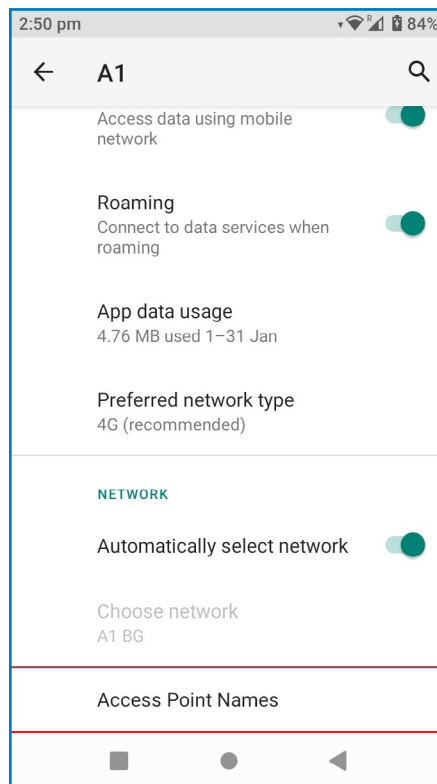 2:50 pm R 84%
A1
Access data using mobile
network
Roaming
Connect to data services when
roaming
App data usage
4.76 MB used 1–31 Jan
Preferred network type
4G (recommended)
NETWORK
Automatically select network
Choose network
A1 BG
Access Point Names